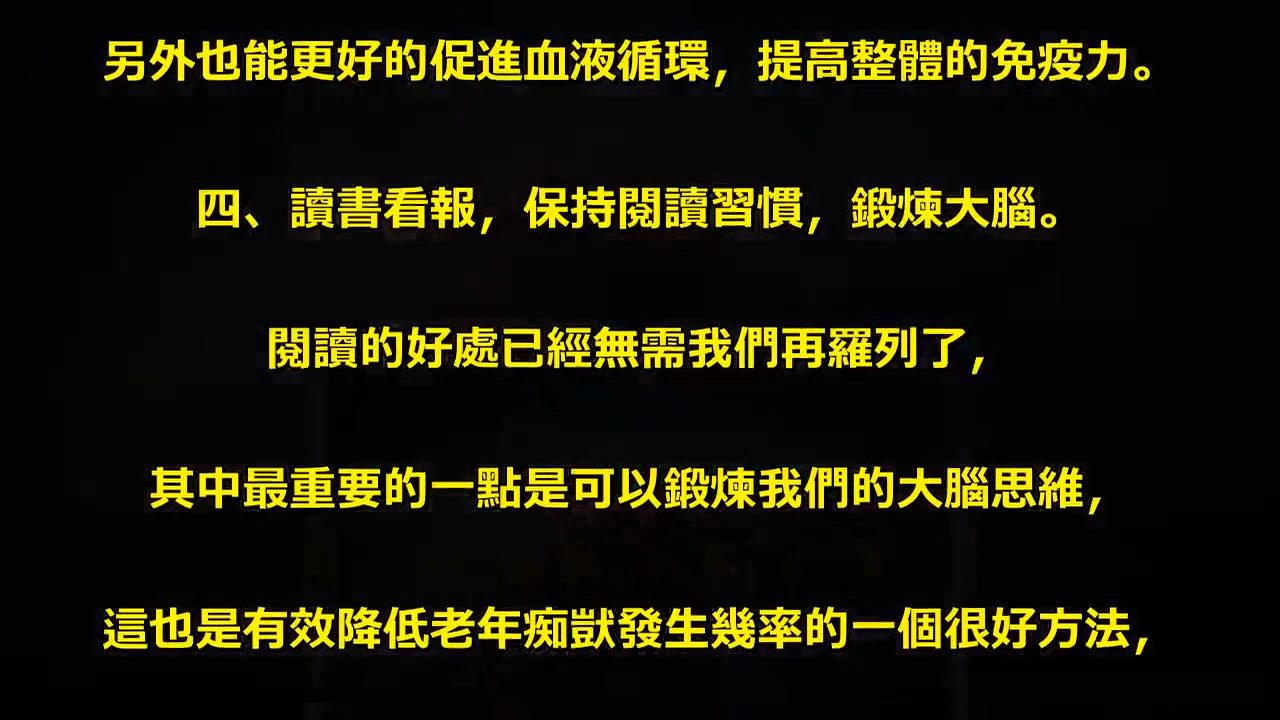 另外也能更好的促進血液循環，提高整體的免疫力。
四、讀書看報，保持閱讀習慣，鍛煉大腦。
閱讀的好處已經無需我們再羅列了，
其中最重要的一點是可以鍛煉我們的大腦思維，
這也是有效降低老年痴獃發生幾率的一個很好方法，